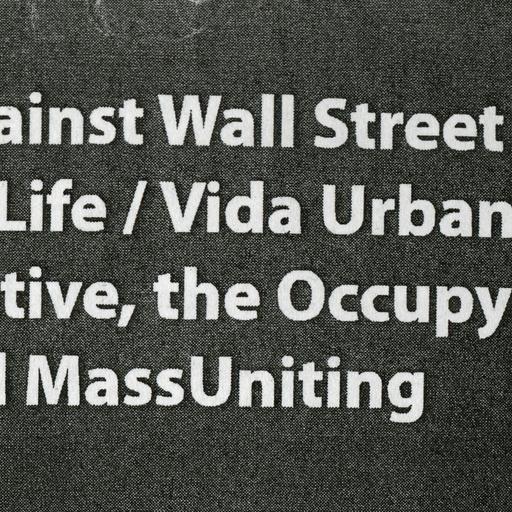 ainst Wall Street
Life / Vida Urban
tive, the Occupy
MassUniting